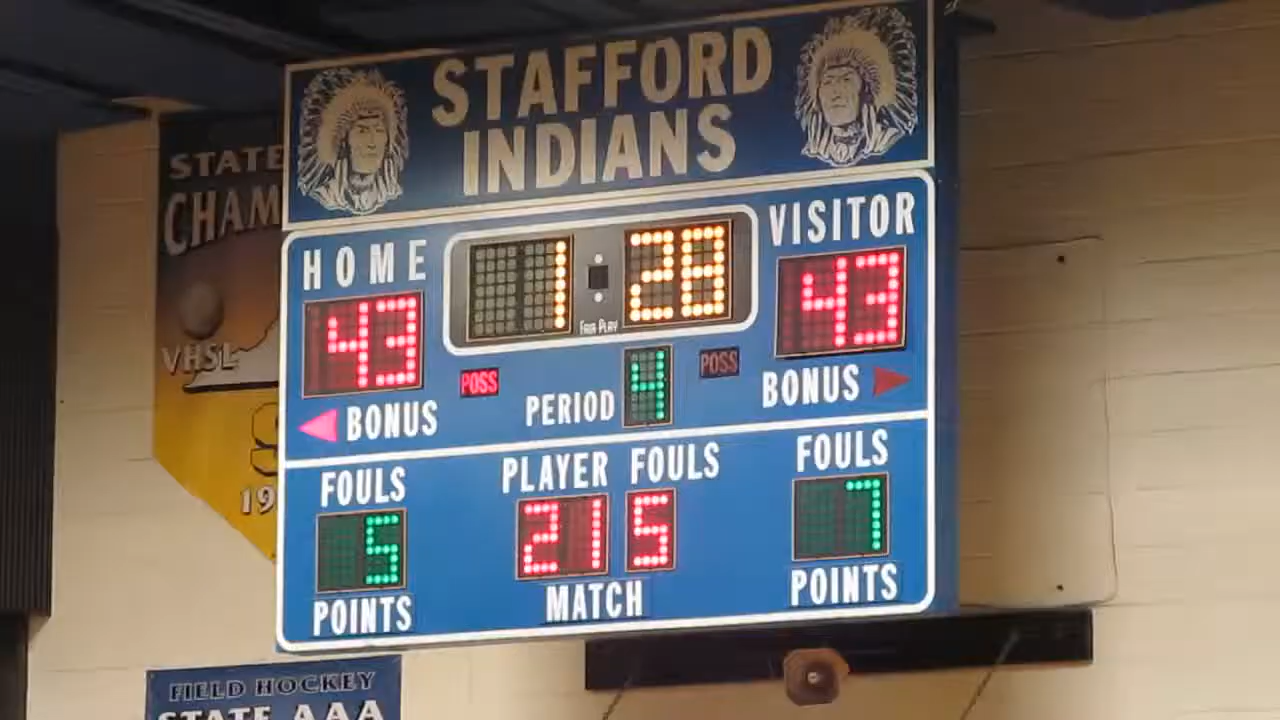 STAFFORD
INDIANS
STATE
CHAM
VHSL
19
HOME
1:28
VISITOR
43
FAIR PLAY
43
POSS
POSS
BONUS
PERIOD 4
BONUS
FOULS
PLAYER FOULS
FOULS
5
21 5
7
POINTS
MATCH
POINTS
FIELD HOCKEY
STATE AAA